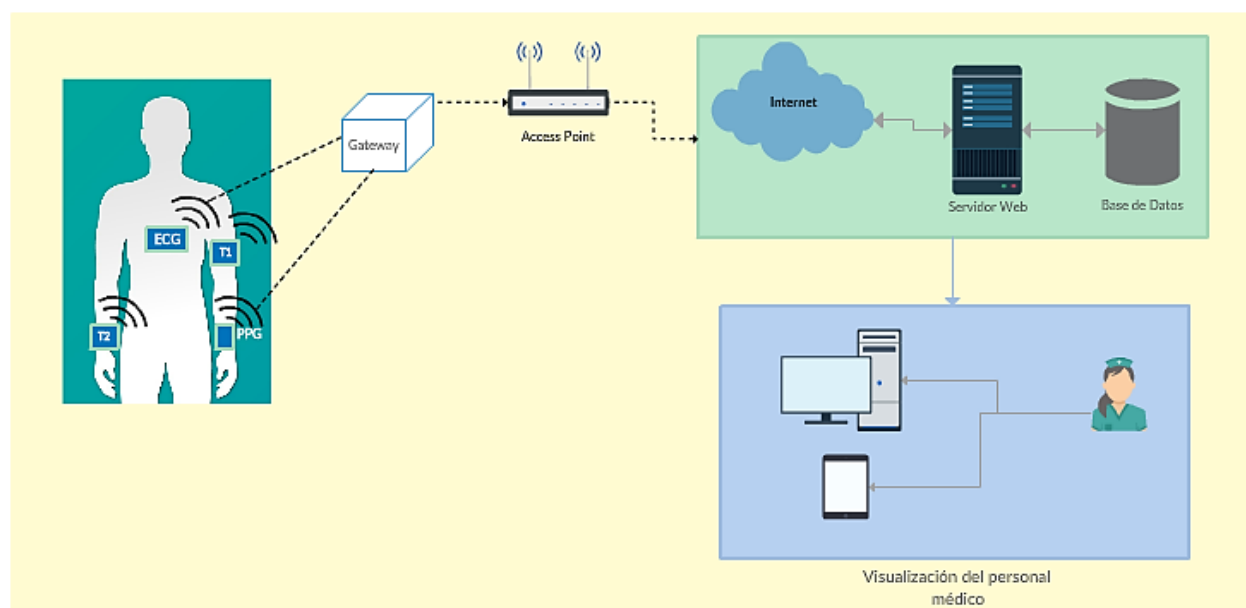 Internet
Gateway
Access Point
Servidor Web
Base de Datos
ECG
T1
T2
PPG
Visualización del personal
médico